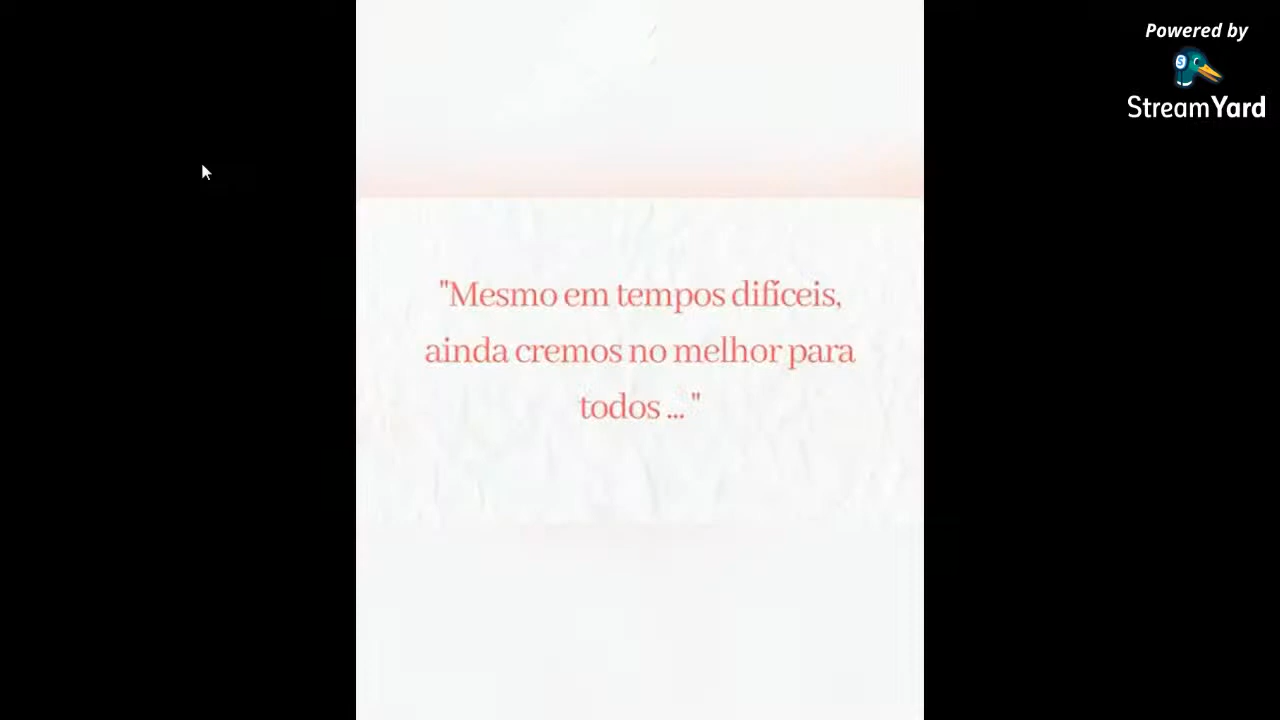 Powered by
StreamYard
"Mesmo em tempos difíceis,
ainda cremos no melhor para
todos ... "